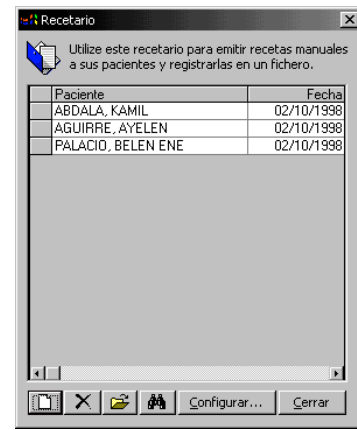 Recetario
Utilize este recetario para emitir recetas manuales
a sus pacientes y registrarlas en un fichero.
Paciente Fecha
ABDALA, KAMIL 02/10/1998
AGUIRRE, AYELEN 02/10/1998
PALACIO, BELEN ENE 02/10/1998
Configurar... Cerrar